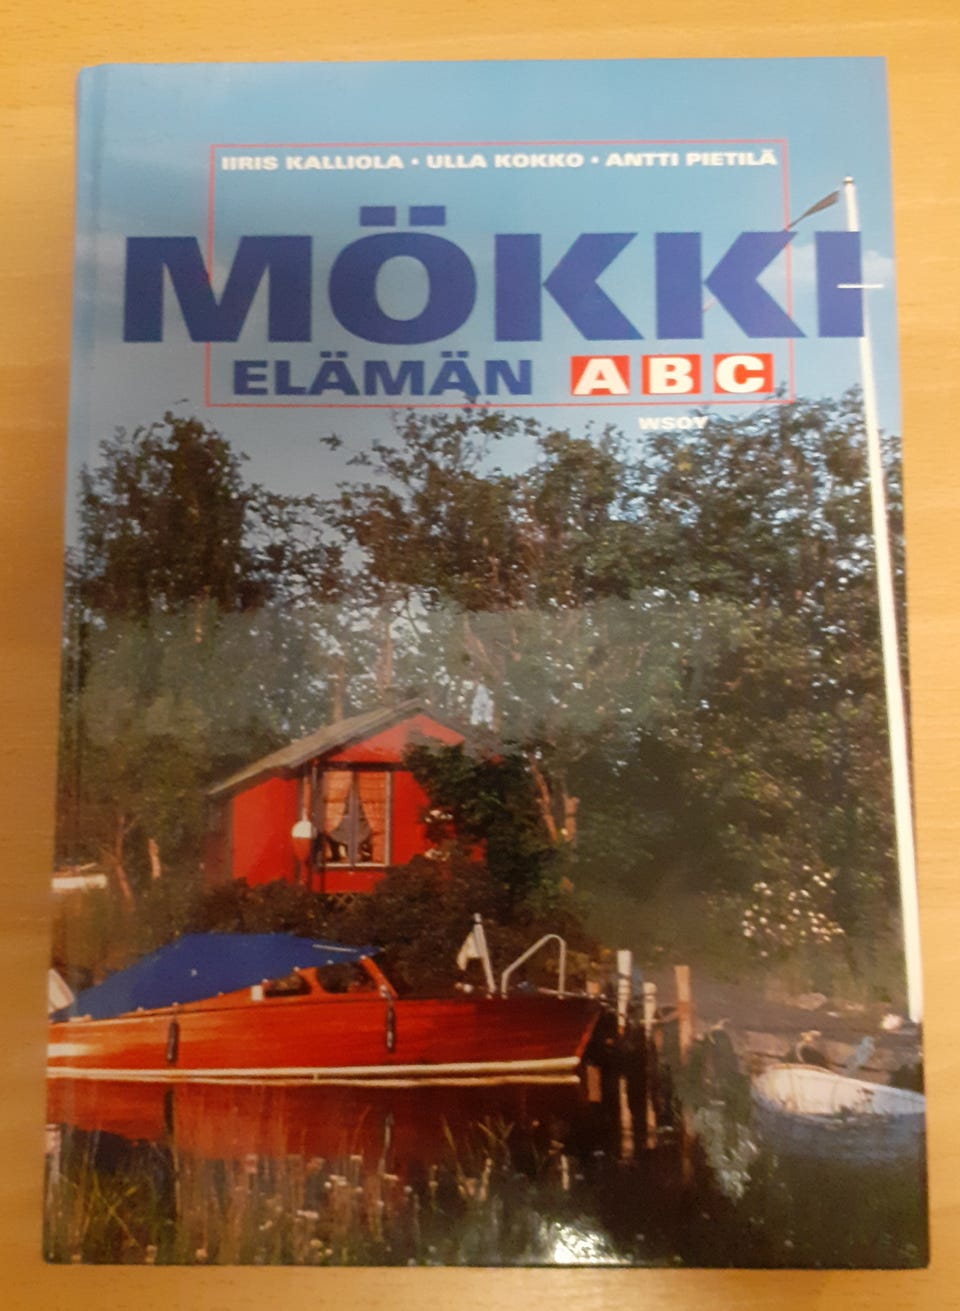 IIRIS KALLIOLA • ULLA KOKKO • ANTTI PIETILÄ
MÖKKI
ELÄMÄN ABC
WSOY